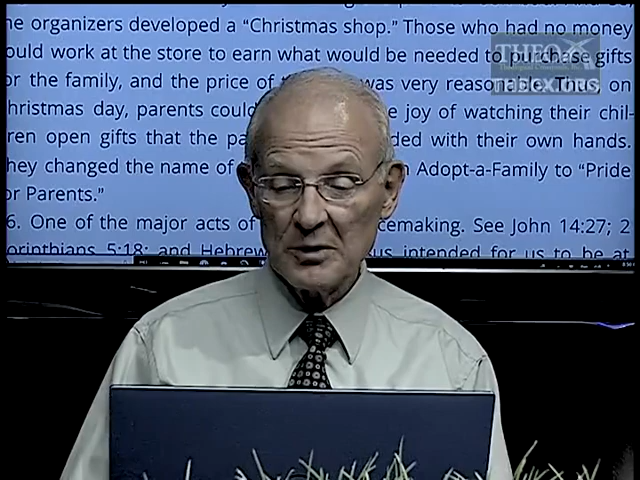 he organizers developed a “Christmas shop.” Those who had no money
ould work at the store to earn what would be needed to purchase gifts
or the family, and the price of was very Thus, on
hristmas day, parents could e joy of watching their chil-
ren open gifts that the pa ded with their own hands.
hey changed the name of Adopt-a-Family to “Pride
or Parents.”
6. One of the major acts of cemaking. See John 14:27; 2
orinthians 5:18; and Hebrew us intended for us to be at
THEO